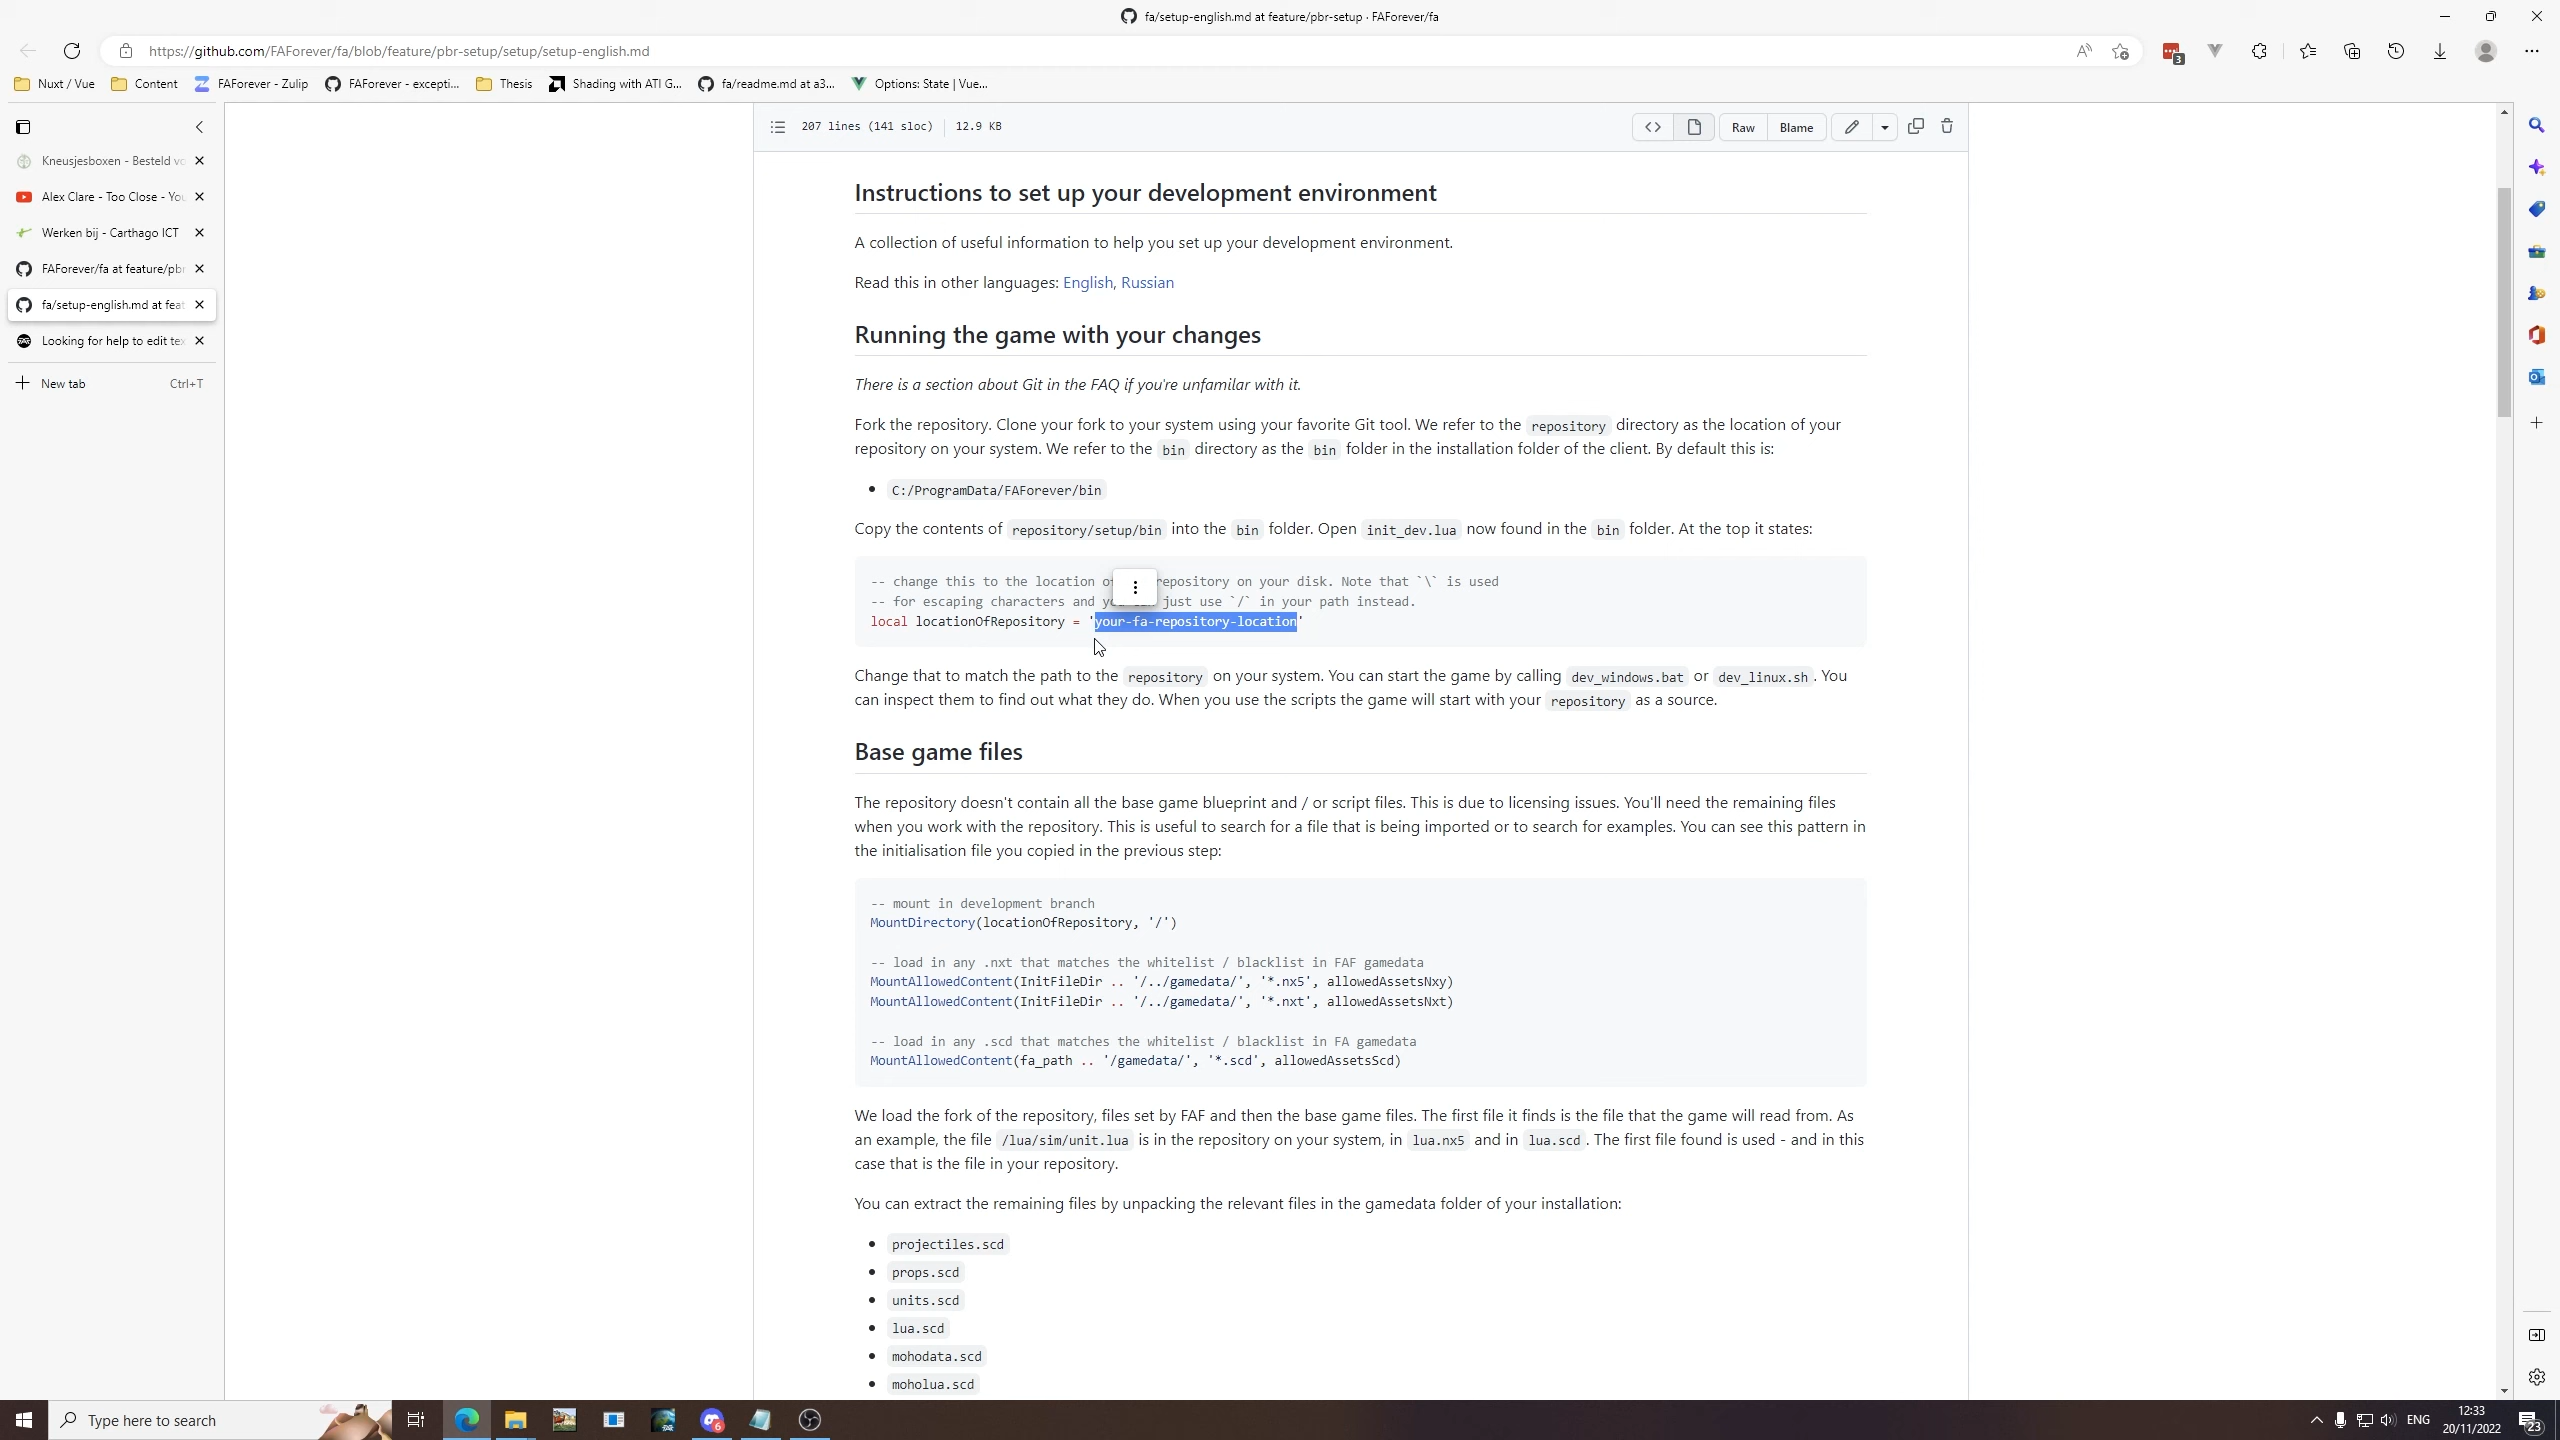 fa/setup-english.md at feature/pbr-setup · FAForever/fa
https://github.com/FAForever/fa/blob/feature/pbr-setup/setup/setup-english.md
3
Nuxt / Vue
Content
FAForever - Zulip
FAForever - excepti...
Thesis
Shading with ATI G...
fa/readme.md at a3...
Options: State | Vue...
Kneusjesboxen - Besteld vo
Alex Clare - Too Close - You
Werken bij - Carthago ICT
FAForever/fa at feature/pbr
fa/setup-english.md at feat
Looking for help to edit tex
New tab Ctrl+T
207 lines (141 sloc) 12.9 KB
Raw Blame
Instructions to set up your development environment
A collection of useful information to help you set up your development environment.
Read this in other languages: English, Russian
Running the game with your changes
There is a section about Git in the FAQ if you're unfamilar with it.
Fork the repository. Clone your fork to your system using your favorite Git tool. We refer to the repository directory as the location of your
repository on your system. We refer to the bin directory as the bin folder in the installation folder of the client. By default this is:
• C:/ProgramData/FAForever/bin
Copy the contents of repository/setup/bin into the bin folder. Open init_dev.lua now found in the bin folder. At the top it states:
-- change this to the location of repository on your disk. Note that `\` is used
-- for escaping characters and just use `/` in your path instead.
local locationOfRepository = 'your-fa-repository-location'
Change that to match the path to the repository on your system. You can start the game by calling dev_windows.bat or dev_linux.sh. You
can inspect them to find out what they do. When you use the scripts the game will start with your repository as a source.
Base game files
The repository doesn't contain all the base game blueprint and / or script files. This is due to licensing issues. You'll need the remaining files
when you work with the repository. This is useful to search for a file that is being imported or to search for examples. You can see this pattern in
the initialisation file you copied in the previous step:
-- mount in development branch
MountDirectory(locationOfRepository, '/')
-- load in any .nxt that matches the whitelist / blacklist in FAF gamedata
MountAllowedContent(InitFileDir .. '/../gamedata/', '*.nx5', allowedAssetsNxy)
MountAllowedContent(InitFileDir .. '/../gamedata/', '*.nxt', allowedAssetsNxt)
-- load in any .scd that matches the whitelist / blacklist in FA gamedata
MountAllowedContent(fa_path .. '/gamedata/', '*.scd', allowedAssetsScd)
We load the fork of the repository, files set by FAF and then the base game files. The first file it finds is the file that the game will read from. As
an example, the file /lua/sim/unit.lua is in the repository on your system, in lua.nx5 and in lua.scd. The first file found is used - and in this
case that is the file in your repository.
You can extract the remaining files by unpacking the relevant files in the gamedata folder of your installation:
• projectiles.scd
• props.scd
• units.scd
• lua.scd
• mohodata.scd
• moholua.scd
Type here to search
6
ENG
12:33
20/11/2022
23